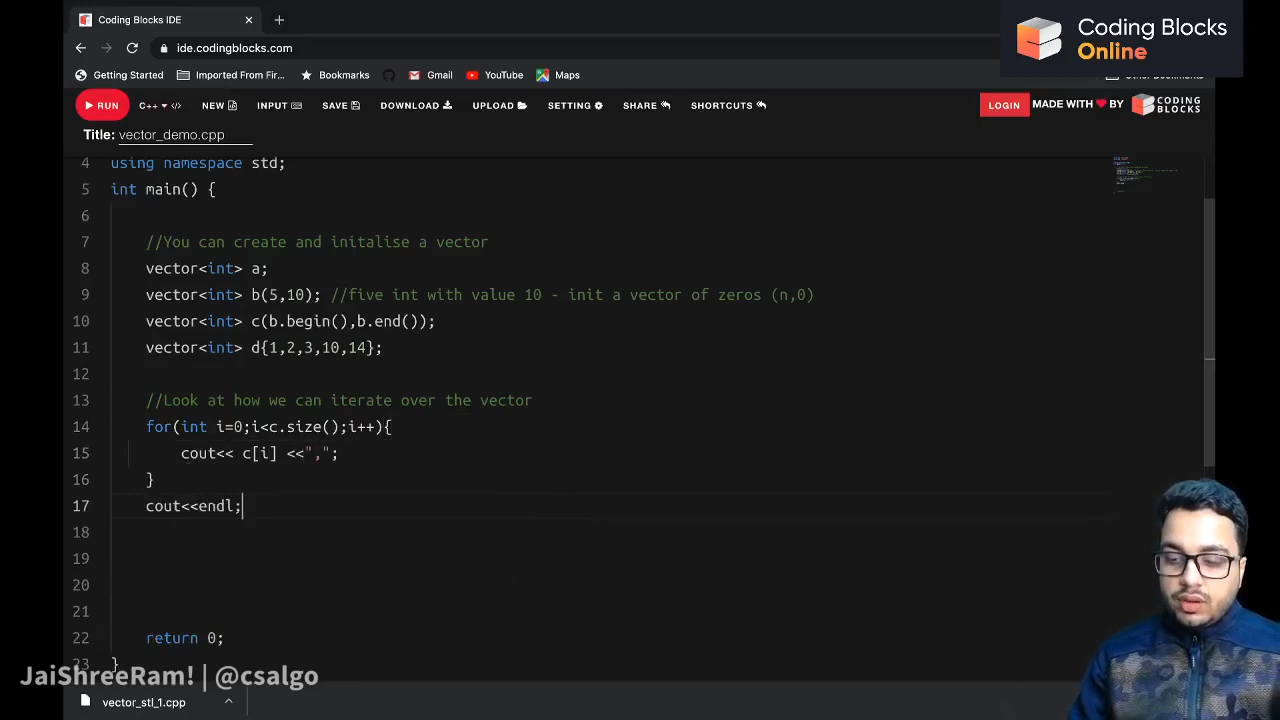 Coding Blocks IDE
ide.codingblocks.com
Coding Blocks
Online
Getting Started
Imported From Fir...
Bookmarks
Gmail
YouTube
Maps
Other Bookmarks
RUN
C++
NEW
INPUT
SAVE
DOWNLOAD
UPLOAD
SETTING
SHARE
SHORTCUTS
LOGIN
MADE WITH ❤ BY
CODING
BLOCKS
Title: vector_demo.cpp
4 using namespace std;
5 int main() {
6
7 //You can create and initalise a vector
8 vector<int> a;
9 vector<int> b(5,10); //five int with value 10 - init a vector of zeros (n,0)
10 vector<int> c(b.begin(),b.end());
11 vector<int> d{1,2,3,10,14};
12
13 //Look at how we can iterate over the vector
14 for(int i=0;i<c.size();i++){
15 cout<< c[i] <<",";
16 }
17 cout<<endl;
18
19
20
21
22 return 0;
23 }
JaiShreeRam! | @csalgo
vector_stl_1.cpp